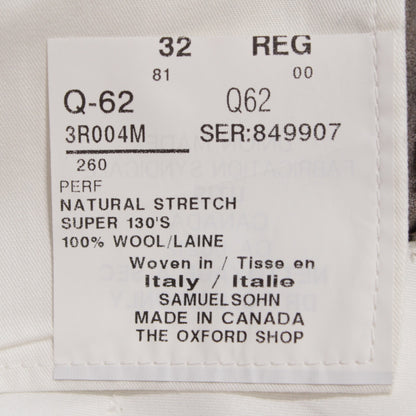 32 REG
81 00
Q-62 Q62
3R004M SER:849907
260
PERF
NATURAL STRETCH
SUPER 130'S
100% WOOL/LAINE
Woven in / Tisse en
Italy / Italie
SAMUELSOHN
MADE IN CANADA
THE OXFORD SHOP